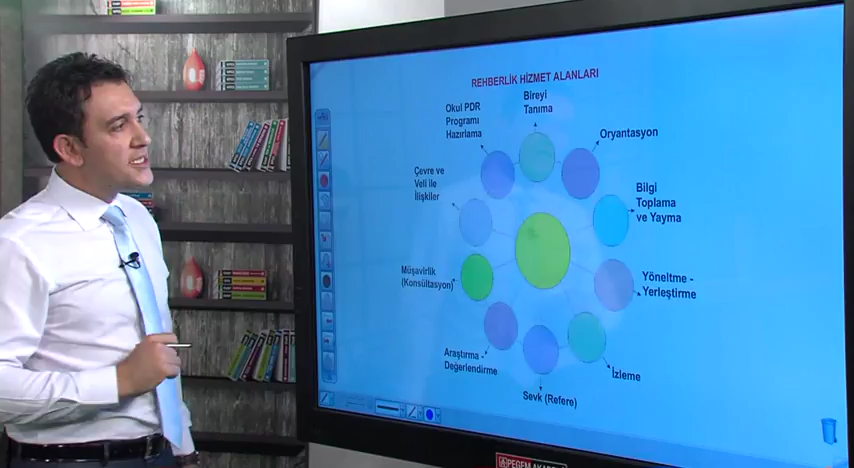 REHBERLİK HİZMET ALANLARI
Bireyi
Tanıma
Okul PDR
Programı
Hazırlama
Oryantasyon
Çevre ve
Veli ile
İlişkiler
Bilgi
Toplama
ve Yayma
Müşavirlik
(Konsültasyon)
Yöneltme -
Yerleştirme
Araştırma -
Değerlendirme
İzleme
Sevk (Refere)
PEGEM AKADEMİ